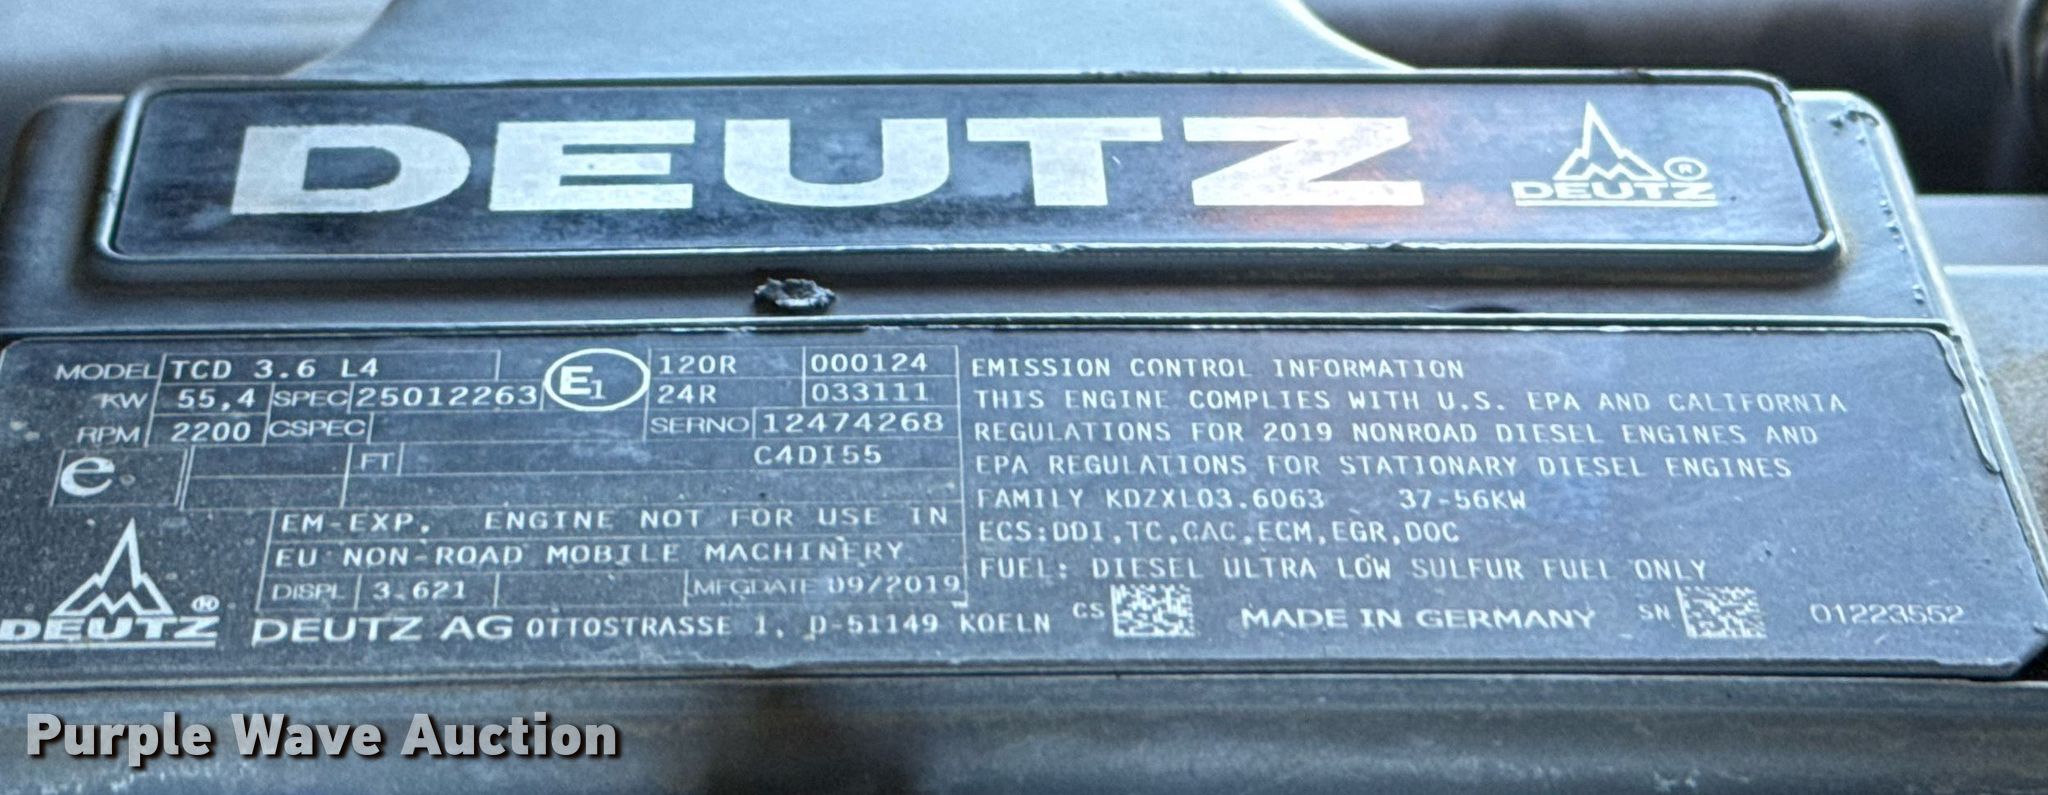 DEUTZ
DEUTZ ®
MODEL TCD 3.6 L4 E1 120R 000124
KW 55,4 SPEC 25012263 24R 033111
RPM 2200 CSPEC SERNO 12474268
e FT C4DI55
EM-EXP. ENGINE NOT FOR USE IN
EU NON-ROAD MOBILE MACHINERY
DISPL 3.621 MFGDATE 09/2019
DEUTZ ®
DEUTZ AG OTTOSTRASSE 1, D-51149 KOELN
EMISSION CONTROL INFORMATION
THIS ENGINE COMPLIES WITH U.S. EPA AND CALIFORNIA
REGULATIONS FOR 2019 NONROAD DIESEL ENGINES AND
EPA REGULATIONS FOR STATIONARY DIESEL ENGINES
FAMILY KDZXL03.6063 37-56KW
ECS:DDI,TC,CAC,ECM,EGR,DOC
FUEL: DIESEL ULTRA LOW SULFUR FUEL ONLY
CS MADE IN GERMANY SN 01223552
Purple Wave Auction